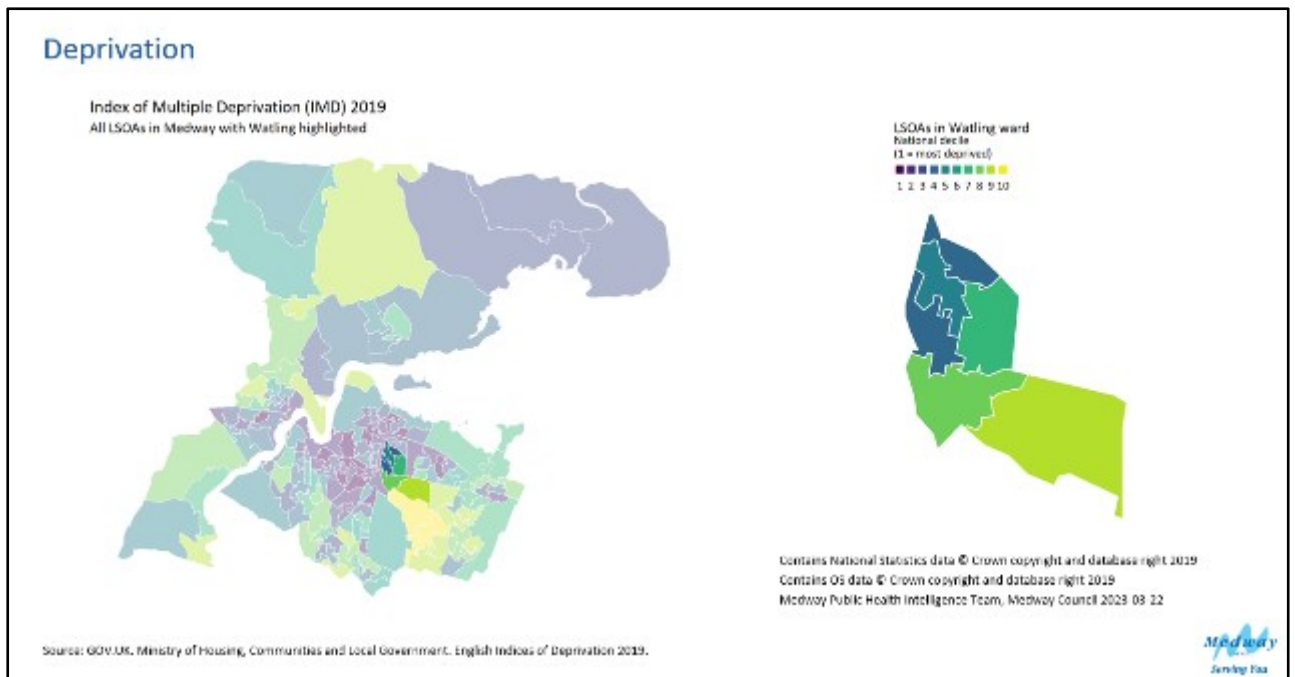 Deprivation
Index of Multiple Deprivation (IMD) 2019
All LSOAs in Medway with Watling highlighted
LSOAs in Watling ward
National decile
(1 = most deprived)
1 2 3 4 5 6 7 8 9 10
Contains National Statistics data © Crown copyright and database right 2019
Contains OS data © Crown copyright and database right 2019
Medway Public Health Intelligence Team, Medway Council 2023-03-22
Source: GOV.UK. Ministry of Housing, Communities and Local Government. English Indices of Deprivation 2019.
Medway
Serving You